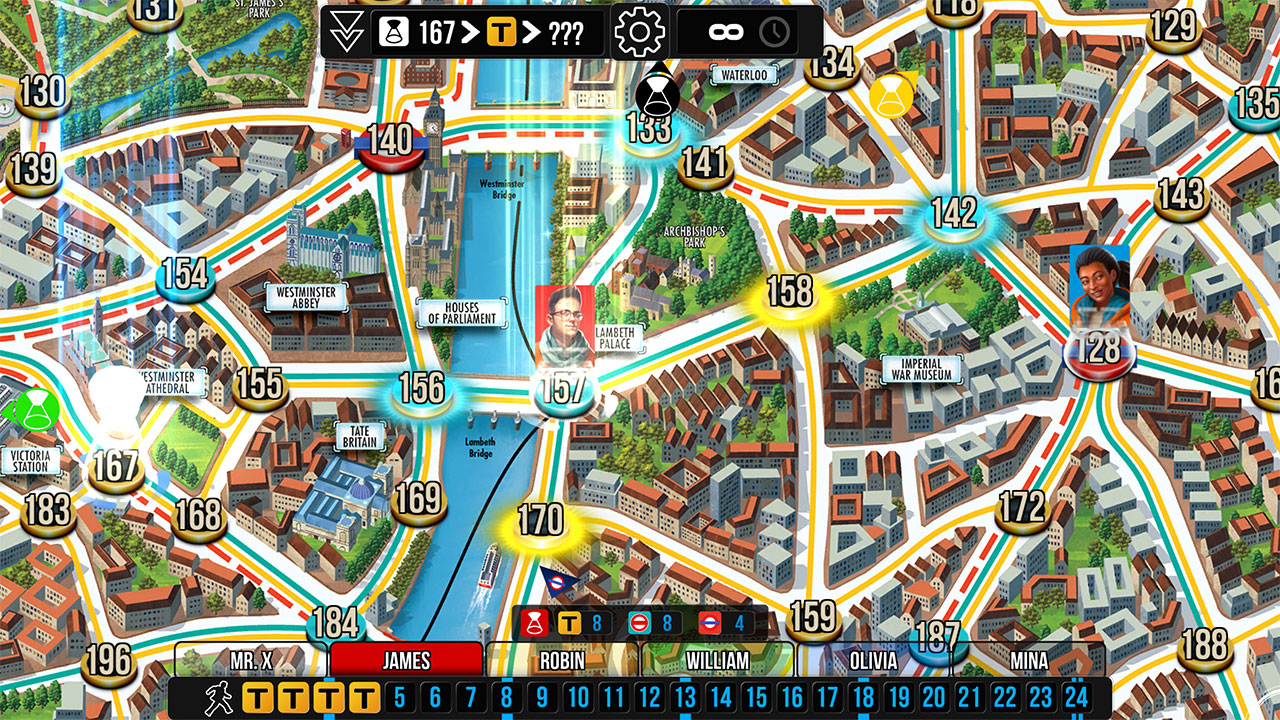 131
ST. JAMES'S
PARK
167 T ???
∞
118
129
130
WATERLOO
134
135
133
140
139
141
143
Westminster
Bridge
142
ARCHBISHOP'S
PARK
154
WESTMINSTER
ABBEY
HOUSES
OF PARLIAMENT
158
LAMBETH
PALACE
128
IMPERIAL
WAR MUSEUM
ESTMINSTER
ATHEDRAL
155
156
157
16
TATE
BRITAIN
Lambeth
Bridge
VICTORIA
STATION
167
183
168
169
170
172
184
T 8 8 4
159
187
188
196
MR. X
JAMES
ROBIN
WILLIAM
OLIVIA
MINA
T T T T 5 6 7 8 9 10 11 12 13 14 15 16 17 18 19 20 21 22 23 24